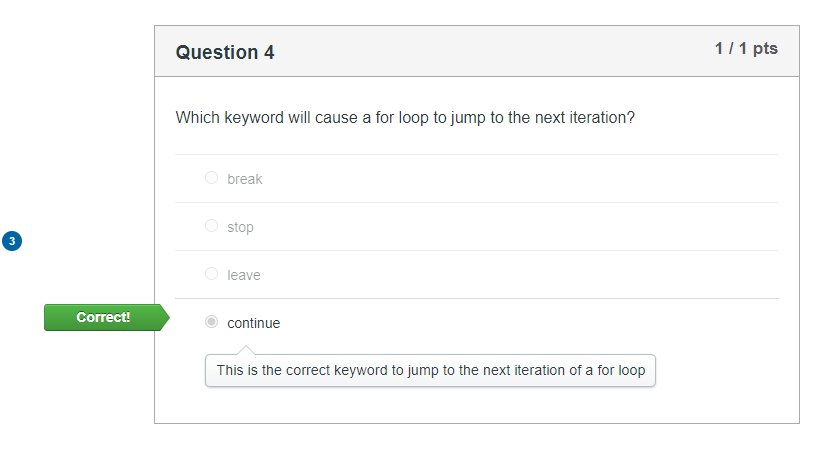 Question 4
1 / 1 pts
Which keyword will cause a for loop to jump to the next iteration?
break
stop
3
leave
Correct!
continue
This is the correct keyword to jump to the next iteration of a for loop